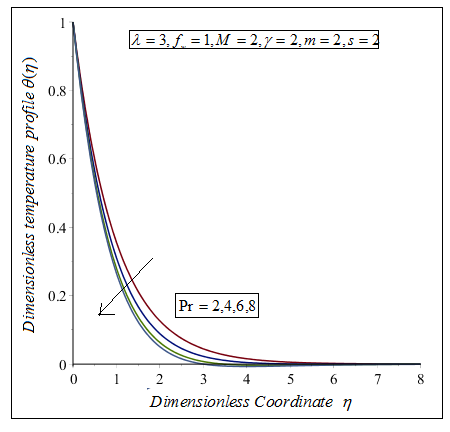 λ = 3, f_w = 1, M = 2, γ = 2, m = 2, s = 2
Dimensionless temperature profile θ(η)
1
0.8
0.6
0.4
0.2
0
Pr = 2,4,6,8
0 1 2 3 4 5 6 7 8
Dimensionless Coordinate η